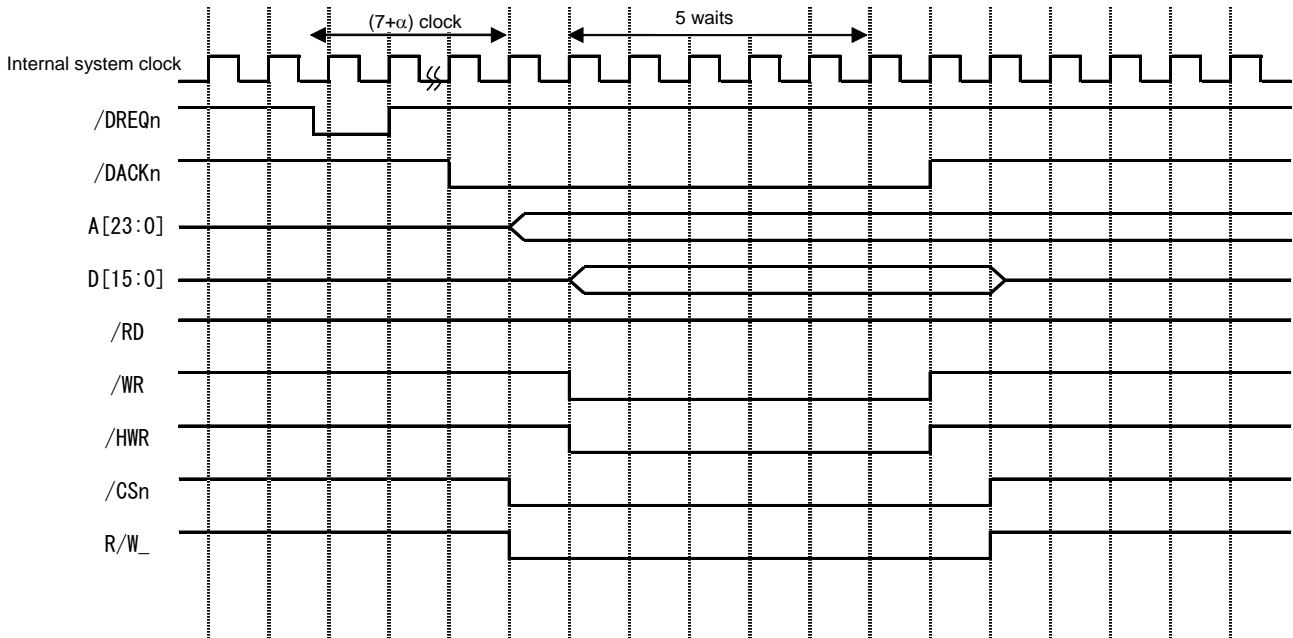 (7+α) clock
5 waits
Internal system clock
/DREQn
/DACKn
A[23:0]
D[15:0]
/RD
/WR
/HWR
/CSn
R/W_